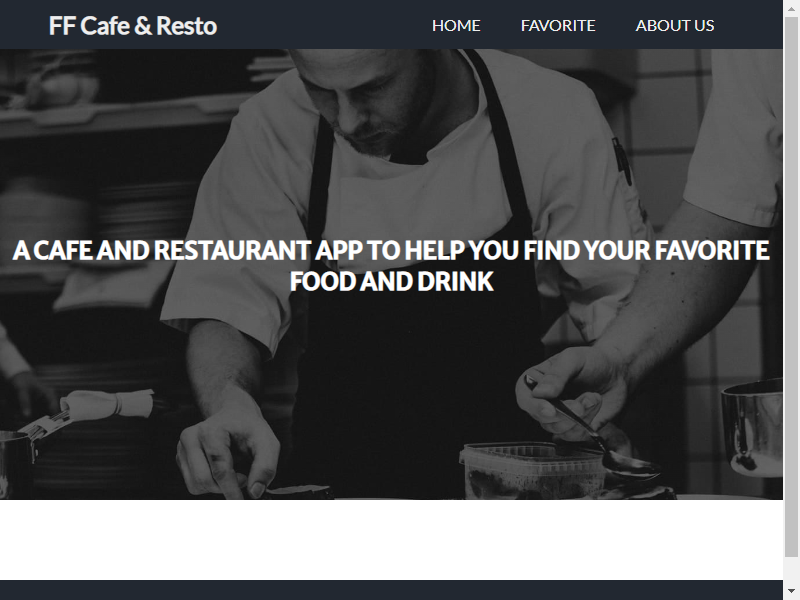 FF Cafe & Resto
HOME
FAVORITE
ABOUT US
A CAFE AND RESTAURANT APP TO HELP YOU FIND YOUR FAVORITE
FOOD AND DRINK